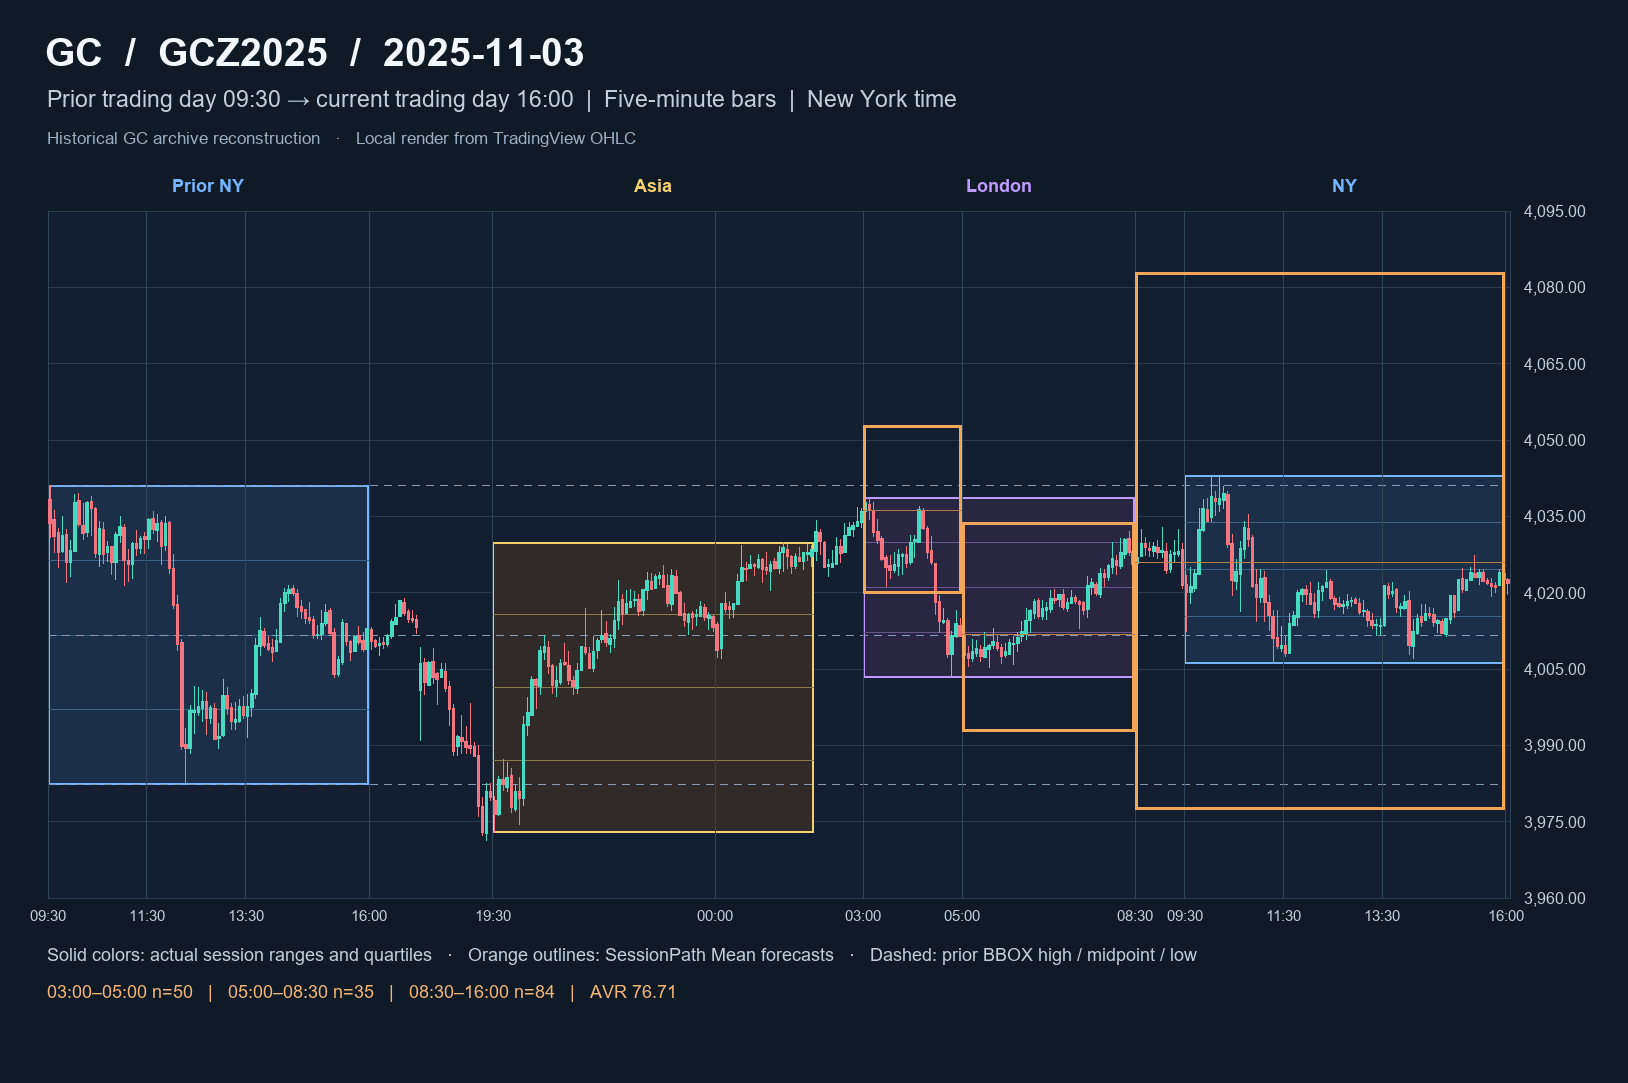 GC / GCZ2025 / 2025-11-03
Prior trading day 09:30 → current trading day 16:00 | Five-minute bars | New York time
Historical GC archive reconstruction · Local render from TradingView OHLC
Prior NY
Asia
London
NY
4,095.00
4,080.00
4,065.00
4,050.00
4,035.00
4,020.00
4,005.00
3,990.00
3,975.00
3,960.00
09:30 11:30 13:30 16:00 19:30 00:00 03:00 05:00 08:30 09:30 11:30 13:30 16:00
Solid colors: actual session ranges and quartiles · Orange outlines: SessionPath Mean forecasts · Dashed: prior BBOX high / midpoint / low
03:00–05:00 n=50 | 05:00–08:30 n=35 | 08:30–16:00 n=84 | AVR 76.71